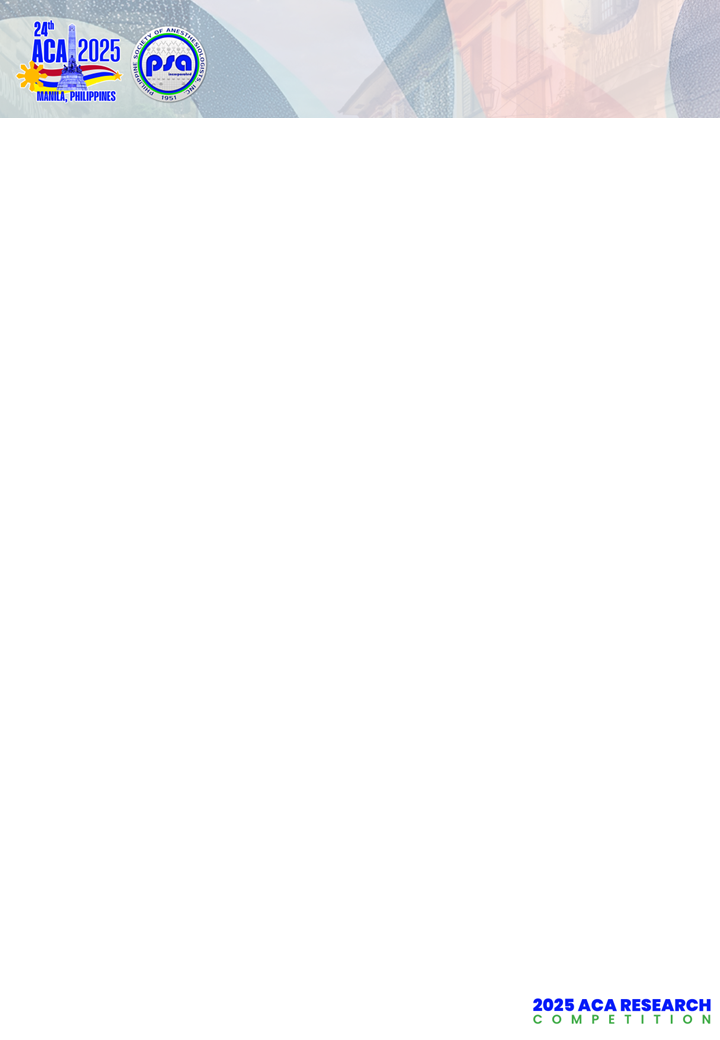 24th
ACA 2025
MANILA, PHILIPPINES
PHILIPPINE SOCIETY OF ANESTHESIOLOGISTS INC.
psa
incorporated
1951
2025 ACA RESEARCH
COMPETITION